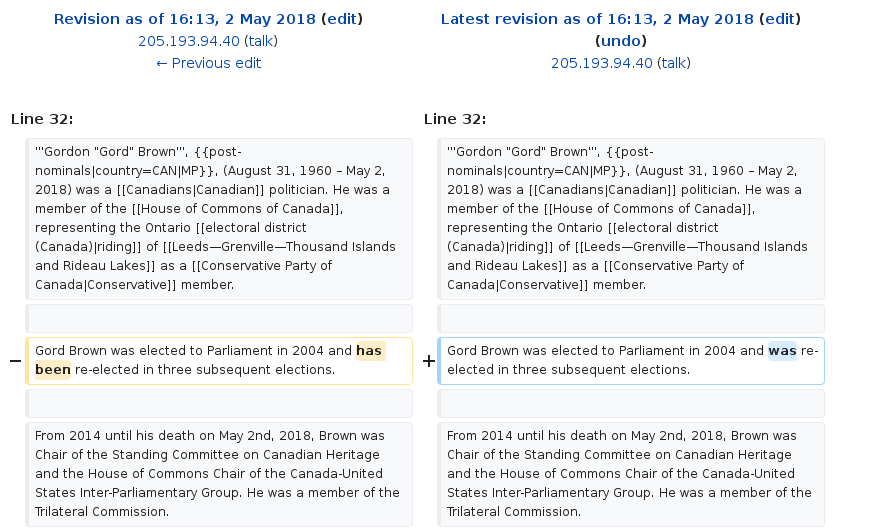 Revision as of 16:13, 2 May 2018 (edit)
205.193.94.40 (talk)
← Previous edit
Latest revision as of 16:13, 2 May 2018 (edit)
(undo)
205.193.94.40 (talk)
Line 32:
Line 32:
'''Gordon "Gord" Brown''', {{post-
nominals|country=CAN|MP}}, (August 31, 1960 – May 2,
2018) was a [[Canadians|Canadian]] politician. He was a
member of the [[House of Commons of Canada]],
representing the Ontario [[electoral district
(Canada)|riding]] of [[Leeds—Grenville—Thousand Islands
and Rideau Lakes]] as a [[Conservative Party of
Canada|Conservative]] member.
'''Gordon "Gord" Brown''', {{post-
nominals|country=CAN|MP}}, (August 31, 1960 – May 2,
2018) was a [[Canadians|Canadian]] politician. He was a
member of the [[House of Commons of Canada]],
representing the Ontario [[electoral district
(Canada)|riding]] of [[Leeds—Grenville—Thousand Islands
and Rideau Lakes]] as a [[Conservative Party of
Canada|Conservative]] member.
− Gord Brown was elected to Parliament in 2004 and has
been re-elected in three subsequent elections.
+ Gord Brown was elected to Parliament in 2004 and was re-
elected in three subsequent elections.
From 2014 until his death on May 2nd, 2018, Brown was
Chair of the Standing Committee on Canadian Heritage
and the House of Commons Chair of the Canada-United
States Inter-Parliamentary Group. He was a member of the
Trilateral Commission.
From 2014 until his death on May 2nd, 2018, Brown was
Chair of the Standing Committee on Canadian Heritage
and the House of Commons Chair of the Canada-United
States Inter-Parliamentary Group. He was a member of the
Trilateral Commission.